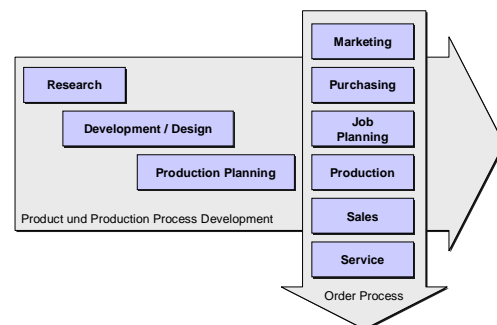 Marketing
Research
Purchasing
Development / Design
Job
Planning
Production Planning
Production
Product und Production Process Development
Sales
Service
Order Process